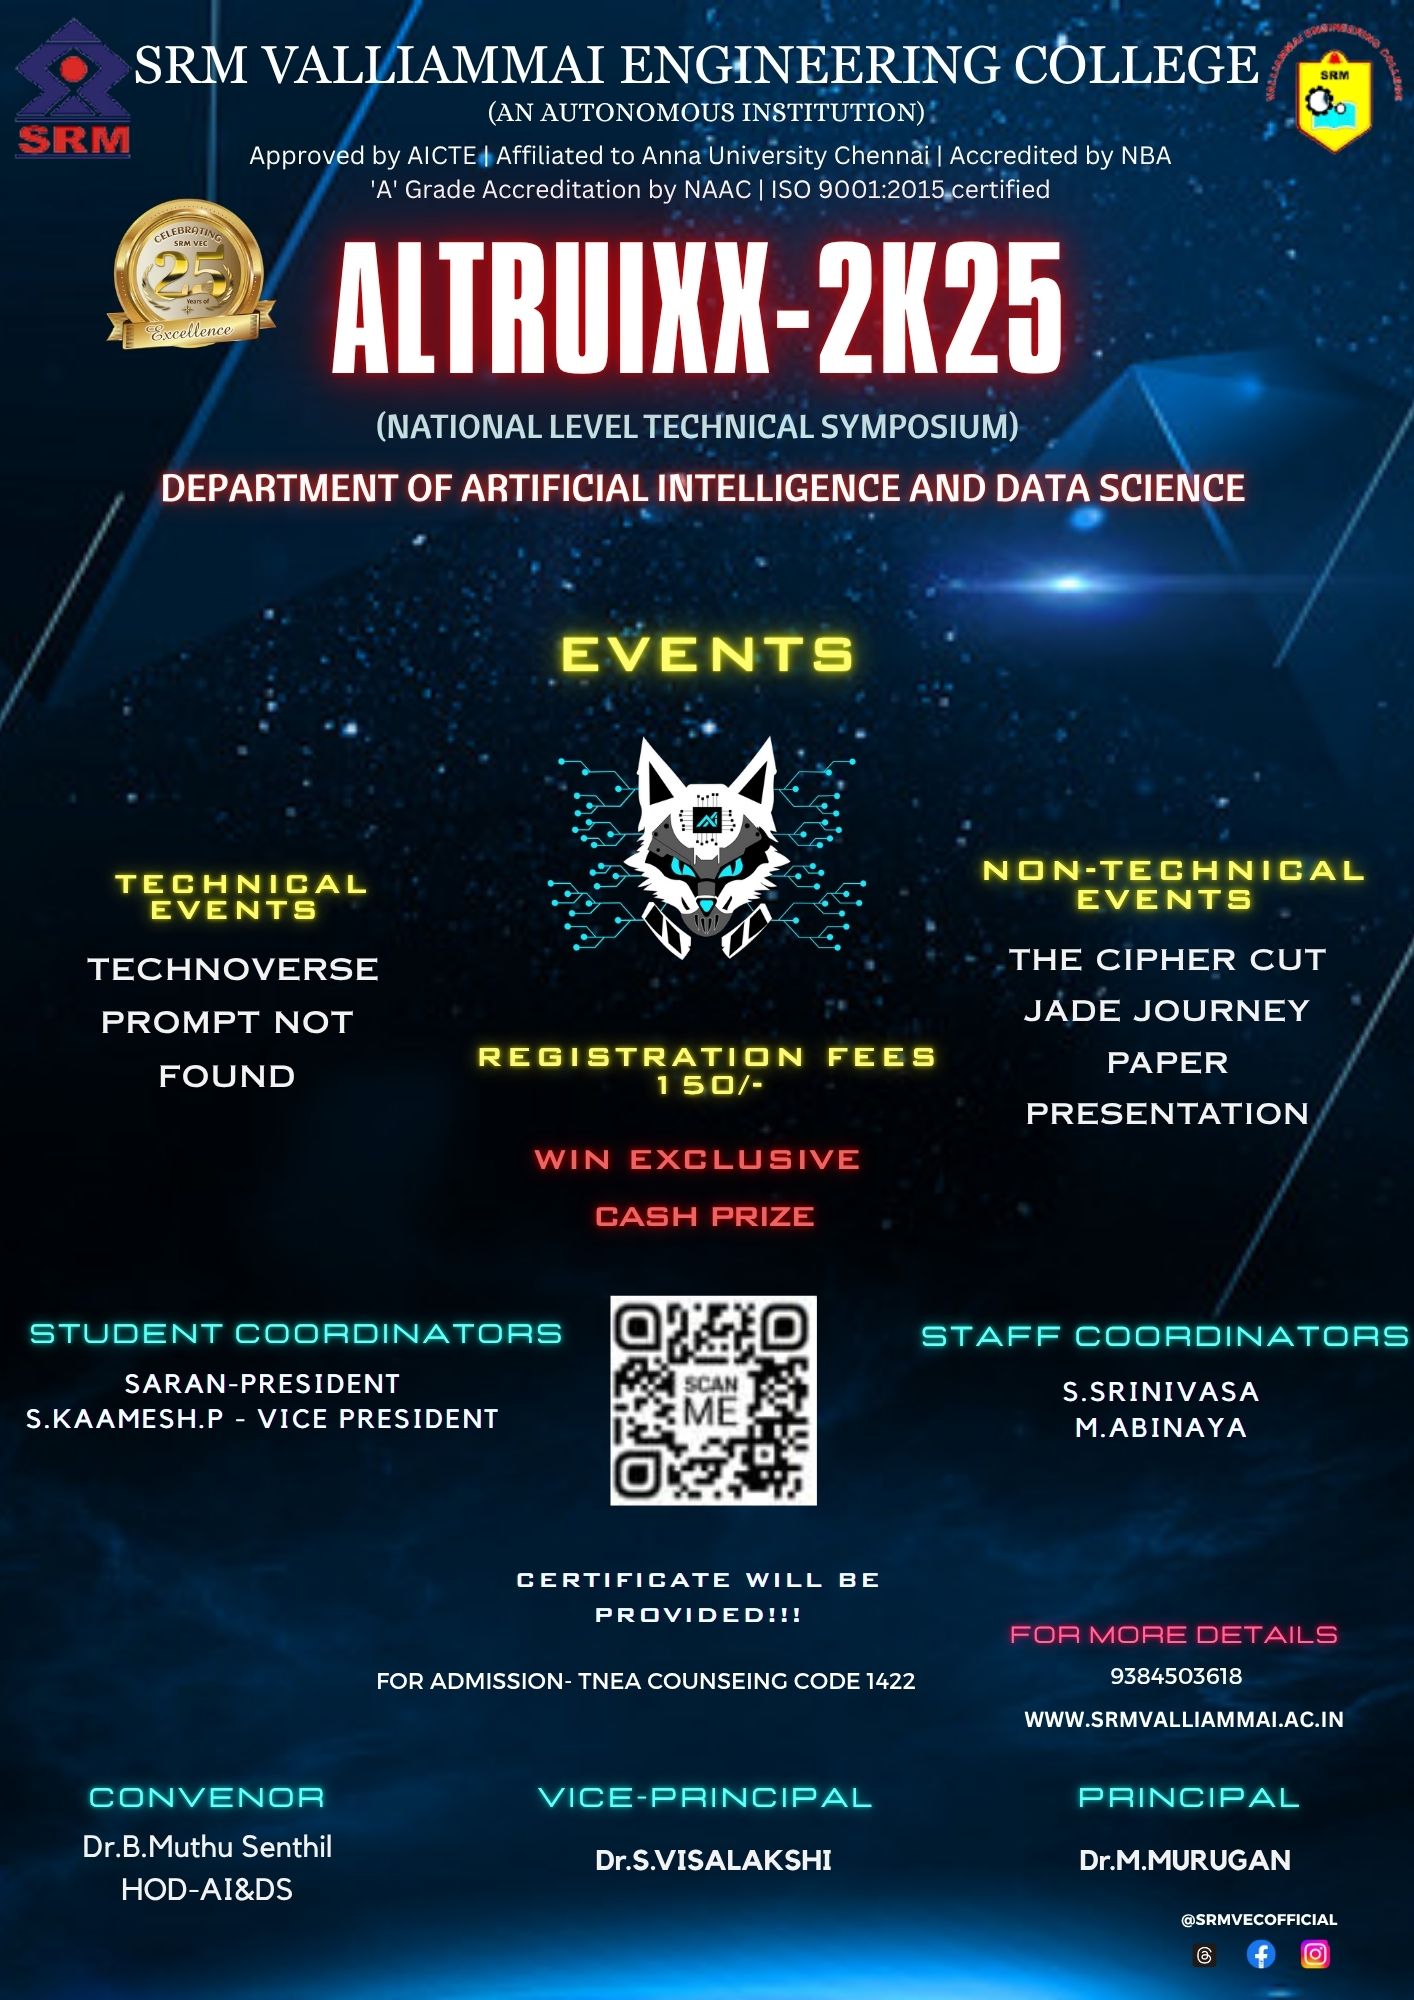 SRM VALLIAMMAI ENGINEERING COLLEGE
(AN AUTONOMOUS INSTITUTION)
Approved by AICTE | Affiliated to Anna University Chennai | Accredited by NBA
'A' Grade Accreditation by NAAC | ISO 9001:2015 certified
SRM
VALLIAMMAI ENGINEERING COLLEGE
SRM
CELEBRATING
SRM VEC
25
Years of
Excellence
ALTRUIXX-2K25
(NATIONAL LEVEL TECHNICAL SYMPOSIUM)
DEPARTMENT OF ARTIFICIAL INTELLIGENCE AND DATA SCIENCE
EVENTS
TECHNICAL
EVENTS
TECHNOVERSE
PROMPT NOT
FOUND
NON-TECHNICAL
EVENTS
THE CIPHER CUT
JADE JOURNEY
PAPER
PRESENTATION
REGISTRATION FEES
150/-
WIN EXCLUSIVE
CASH PRIZE
STUDENT COORDINATORS
SARAN-PRESIDENT
S.KAAMESH.P - VICE PRESIDENT
SCAN
ME
STAFF COORDINATORS
S.SRINIVASA
M.ABINAYA
CERTIFICATE WILL BE
PROVIDED!!!
FOR ADMISSION- TNEA COUNSEING CODE 1422
FOR MORE DETAILS
9384503618
WWW.SRMVALLIAMMAI.AC.IN
CONVENOR
Dr.B.Muthu Senthil
HOD-AI&DS
VICE-PRINCIPAL
Dr.S.VISALAKSHI
PRINCIPAL
Dr.M.MURUGAN
@SRMVECOFFICIAL